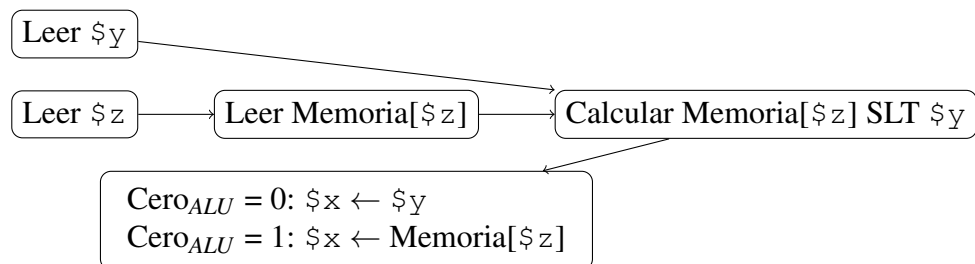 Leer $y
Leer $z
Leer Memoria[$z]
Calcular Memoria[$z] SLT $y
Cero_ALU = 0: $x ← $y
Cero_ALU = 1: $x ← Memoria[$z]